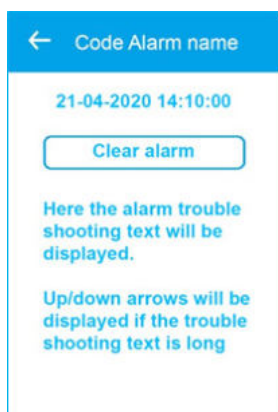 Code Alarm name
21-04-2020 14:10:00
Clear alarm
Here the alarm trouble
shooting text will be
displayed.
Up/down arrows will be
displayed if the trouble
shooting text is long